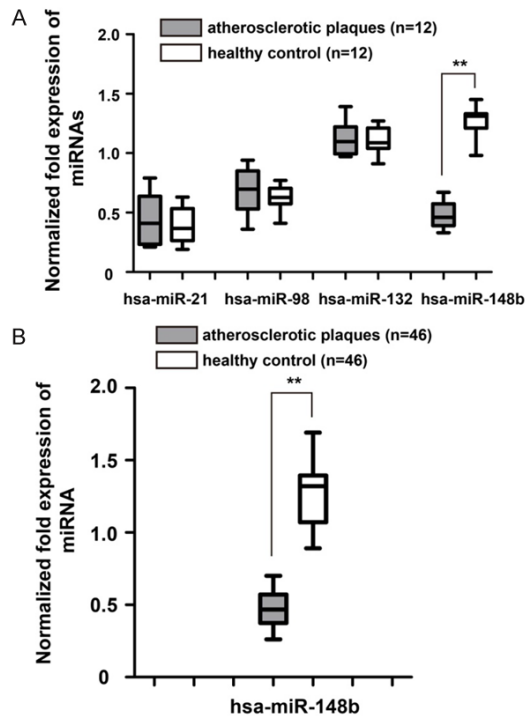 A
atherosclerotic plaques (n=12)
healthy control (n=12)
Normalized fold expression of
miRNAs
2.0
1.5
1.0
0.5
0
**
hsa-miR-21 hsa-miR-98 hsa-miR-132 hsa-miR-148b
B
atherosclerotic plaques (n=46)
healthy control (n=46)
Normalized fold expression of
miRNA
2.0
1.5
1.0
0.5
0
**
hsa-miR-148b